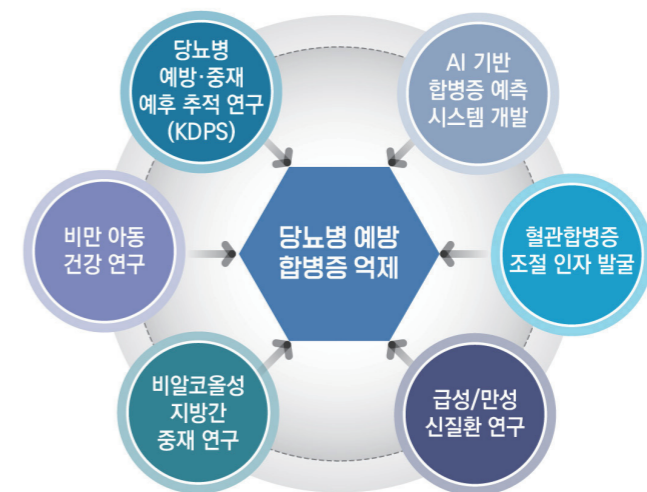 당뇨병
예방·중재
예후 추적 연구
(KDPS)
AI 기반
합병증 예측
시스템 개발
비만 아동
건강 연구
당뇨병 예방
합병증 억제
혈관합병증
조절 인자 발굴
비알코올성
지방간
중재 연구
급성/만성
신질환 연구